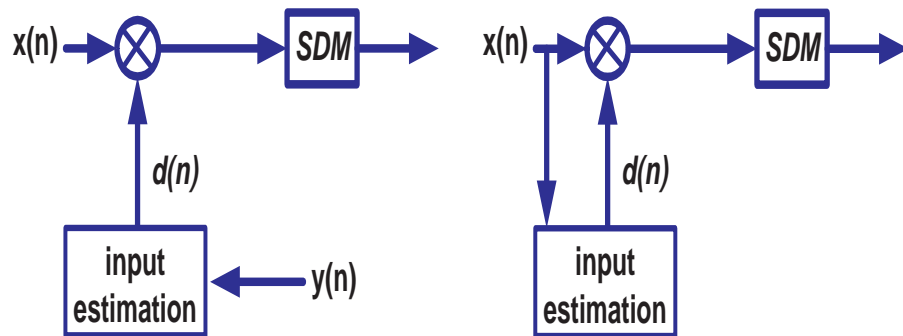 x(n) SDM
d(n)
input
estimation
y(n)
x(n) SDM
d(n)
input
estimation